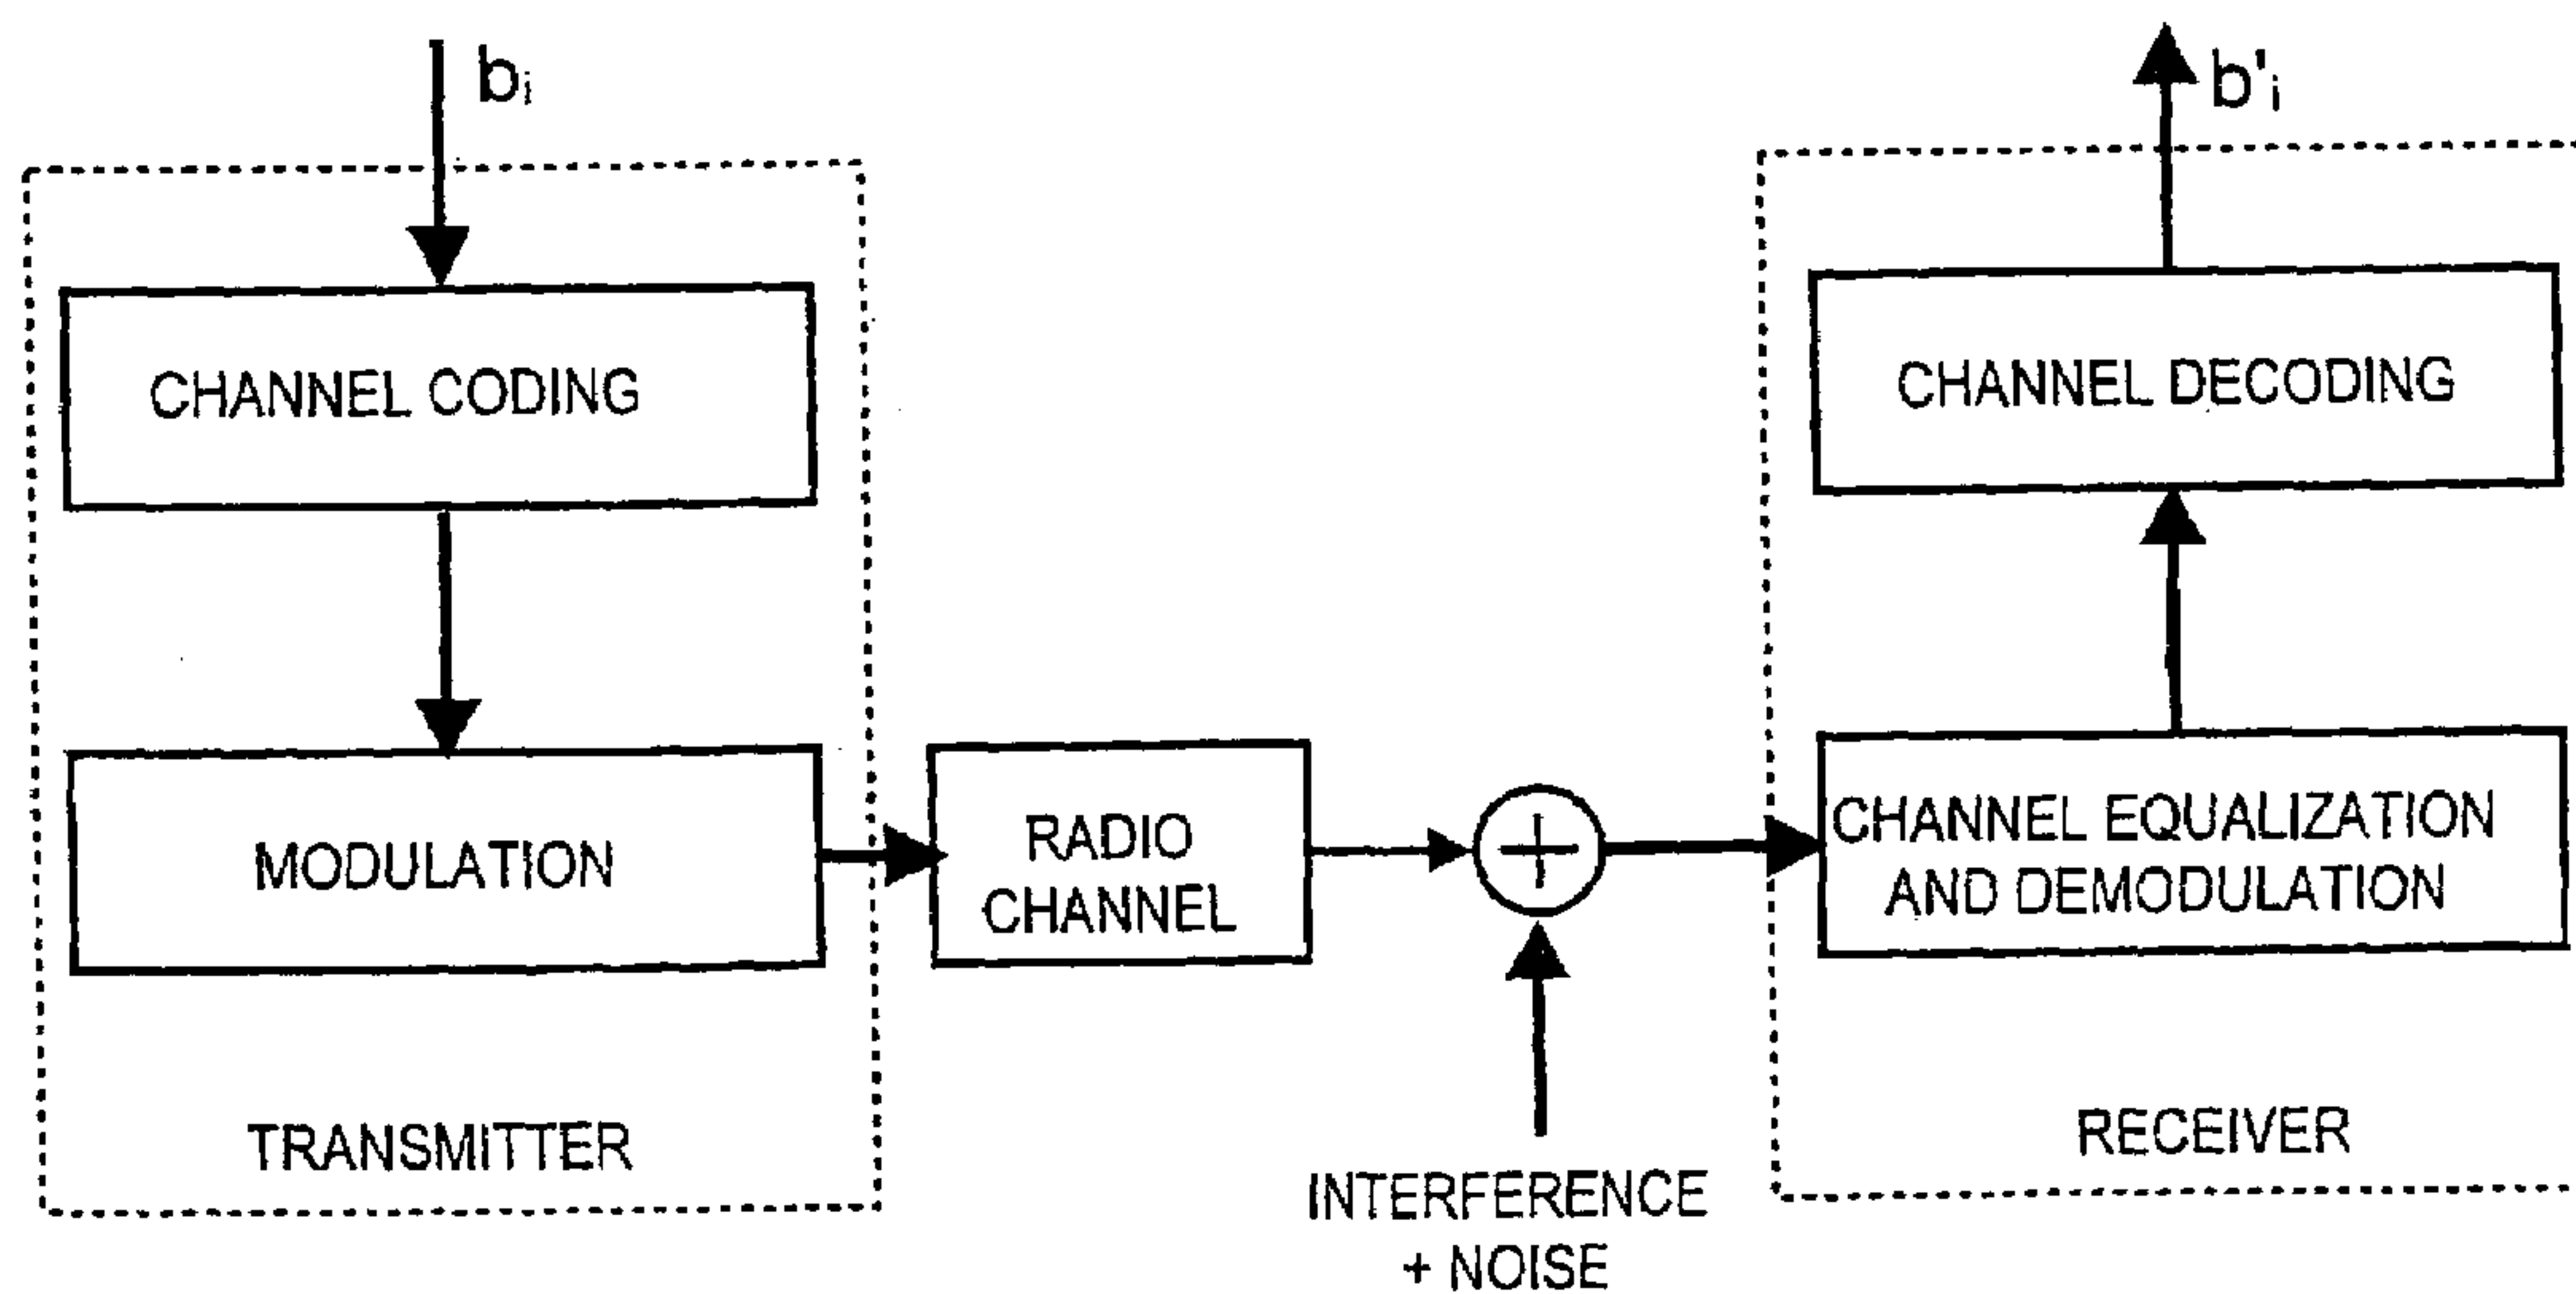 bi
b'i
CHANNEL CODING
CHANNEL DECODING
MODULATION
RADIO
CHANNEL
+
CHANNEL EQUALIZATION
AND DEMODULATION
TRANSMITTER
RECEIVER
INTERFERENCE
+ NOISE